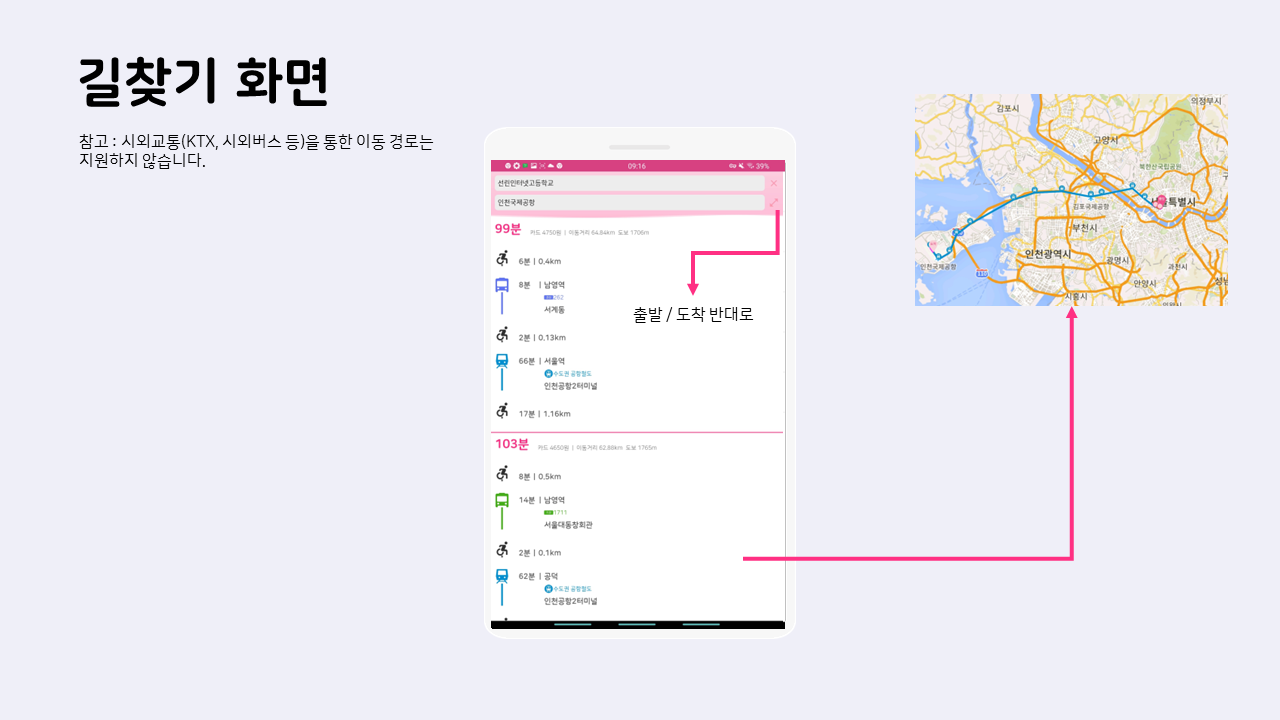 길찾기 화면
참고 : 시외교통(KTX, 시외버스 등)을 통한 이동 경로는
지원하지 않습니다.
09:16
39%
선린인터넷고등학교
인천국제공항
99분 카드 4750원 | 이동거리 64.84km 도보 1706m
6분 | 0.4km
8분 | 남영역
262
서계동
2분 | 0.13km
66분 | 서울역
수도권 공항철도
인천공항2터미널
17분 | 1.16km
103분 카드 4650원 | 이동거리 62.86km 도보 1765m
8분 | 0.5km
14분 | 남영역
1711
서울대동창회관
2분 | 0.1km
62분 | 공덕
수도권 공항철도
인천공항2터미널
출발 / 도착 반대로
김포시
의정부시
고양시
북한산국립공원
김포국제공항
서울특별시
부천시
인천광역시
인천국제공항
광명시
과천시
안양시
시흥시